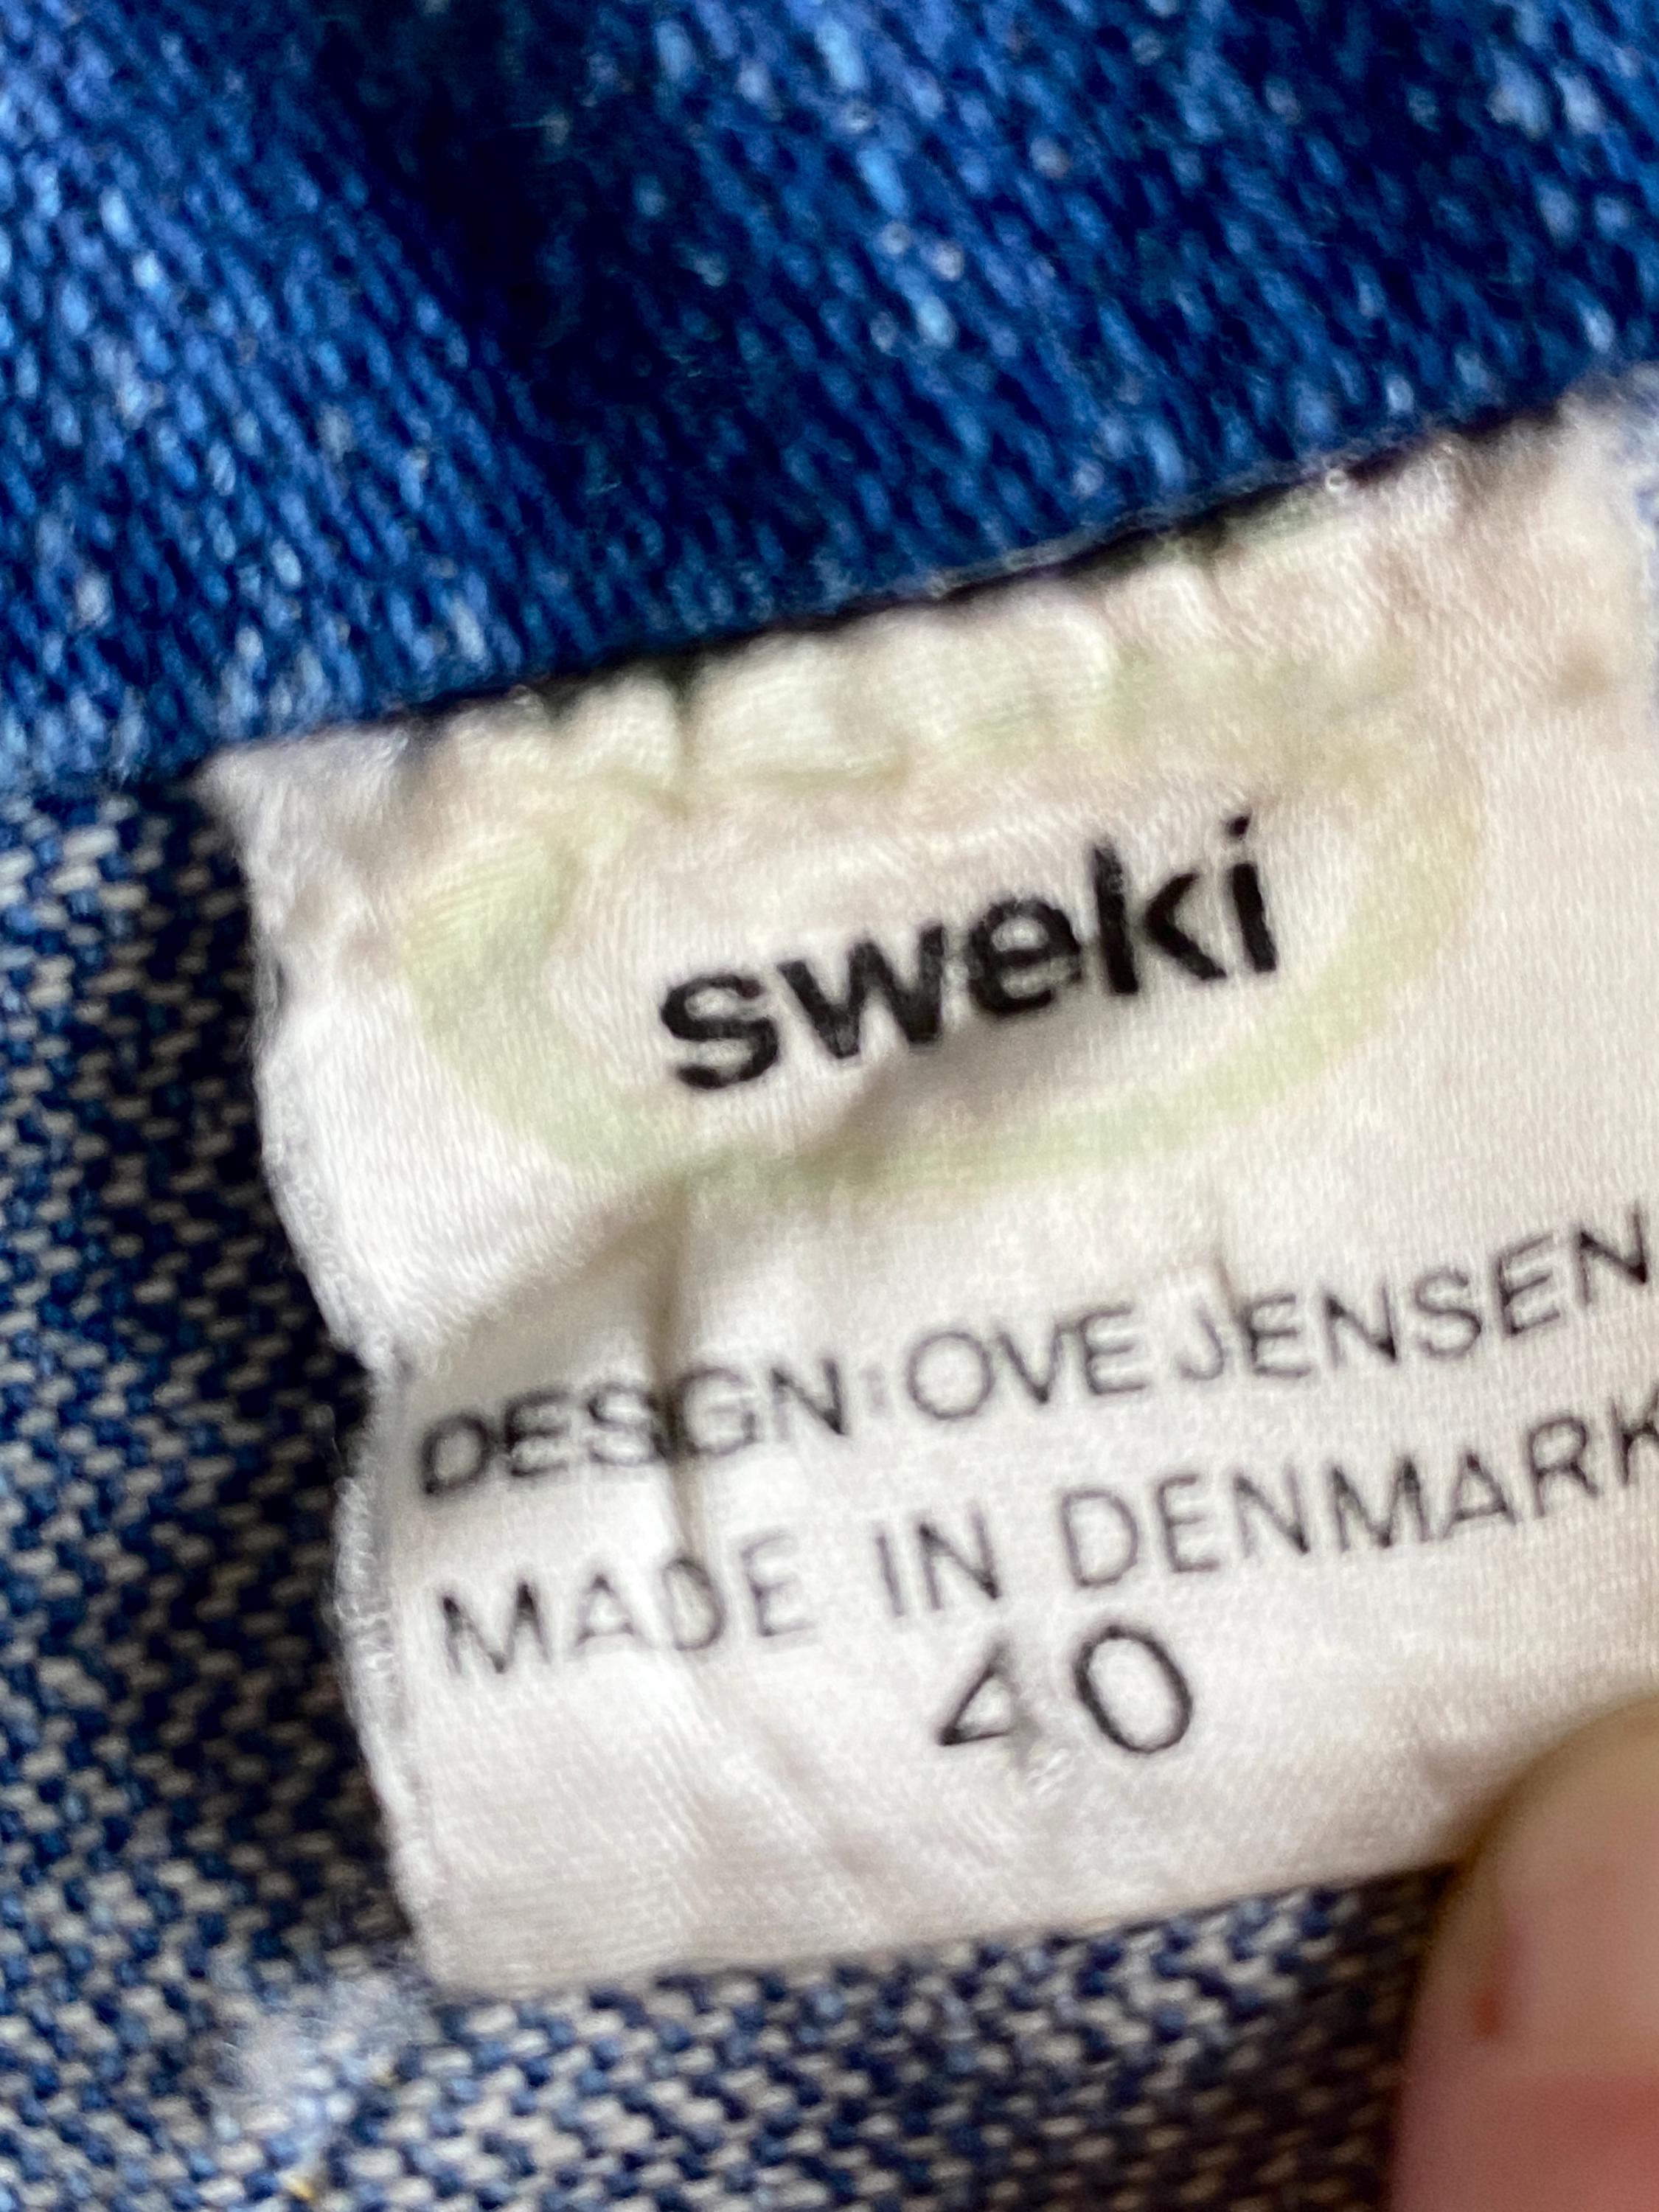 sweki
DESIGN: OVE JENSEN
MADE IN DENMARK
40